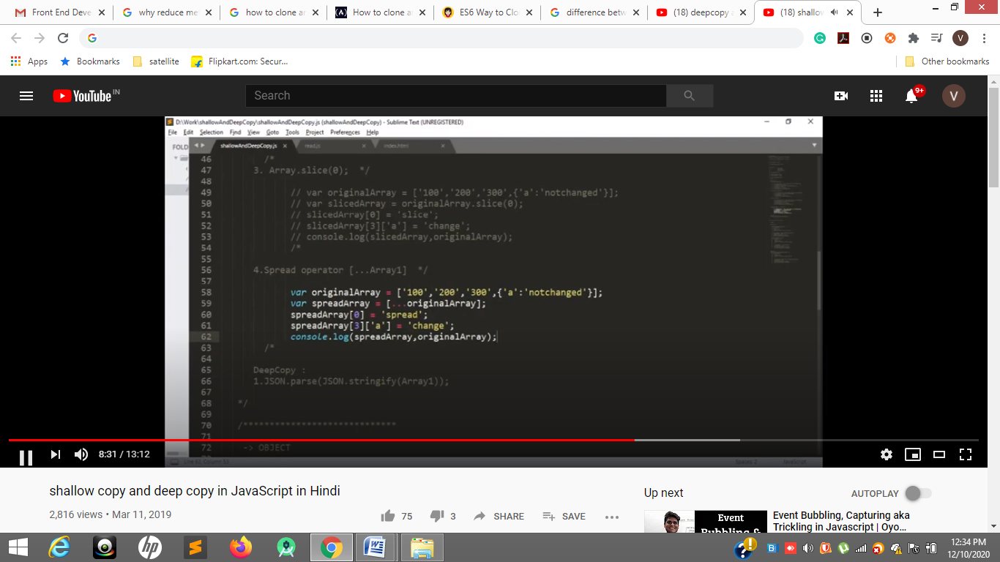 Front End Deve
why reduce me
how to clone ar
How to clone a
ES6 Way to Clo
difference betw
(18) deepcopy
(18) shallow
V
Apps
Bookmarks
satellite
Flipkart.com: Secur...
Other bookmarks
YouTube IN
Search
9+
V
D:\Work\shallowAndDeepCopy\shallowAndDeepCopy.js (shallowAndDeepCopy) - Sublime Text (UNREGISTERED)
File Edit Selection Find View Goto Tools Project Preferences Help
FOLD
shallowAndDeepCopy.js
read.js
index.html
46 /*
47 3. Array.slice(0); */
48
49 // var originalArray = ['100','200','300',{'a':'notchanged'}];
50 // var slicedArray = originalArray.slice(0);
51 // slicedArray[0] = 'slice';
52 // slicedArray[3]['a'] = 'change';
53 // console.log(slicedArray,originalArray);
54 /*
55
56 4.Spread operator [...Array1] */
57
58 var originalArray = ['100','200','300',{'a':'notchanged'}];
59 var spreadArray = [...originalArray];
60 spreadArray[0] = 'spread';
61 spreadArray[3]['a'] = 'change';
62 console.log(spreadArray,originalArray);
63 /*
64
65 DeepCopy :
66 1.JSON.parse(JSON.stringify(Array1));
67
68 */
69
70 /*****************************
71
72 -> OBJECT
8:31 / 13:12
shallow copy and deep copy in JavaScript in Hindi
2,816 views • Mar 11, 2019
75
3
SHARE
SAVE
Up next
AUTOPLAY
Event
Bubbling &
Event Bubbling, Capturing aka
Trickling in Javascript | Oyo...
12:34 PM
12/10/2020